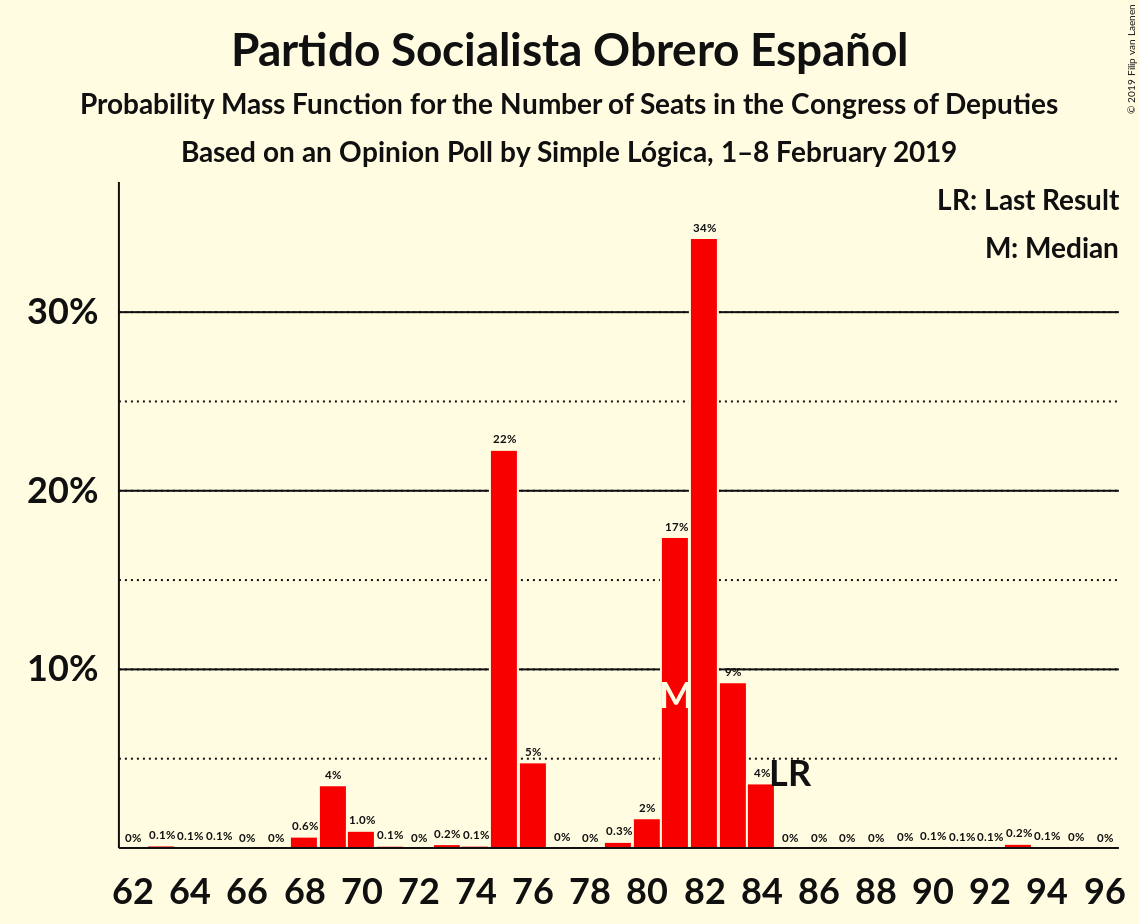 Partido Socialista Obrero Español
Probability Mass Function for the Number of Seats in the Congress of Deputies
Based on an Opinion Poll by Simple Lógica, 1–8 February 2019
© 2019 Filip van Laenen
LR: Last Result
M: Median
30%
20%
10%
0% 0.1% 0.1% 0.1% 0% 0% 0.6% 4% 1.0% 0.1% 0% 0.2% 0.1% 22% 5% 0% 0% 0.3% 2% 17% 34% 9% 4% 0% 0% 0% 0% 0% 0.1% 0.1% 0.1% 0.2% 0.1% 0% 0%
M
LR
62 64 66 68 70 72 74 76 78 80 82 84 86 88 90 92 94 96